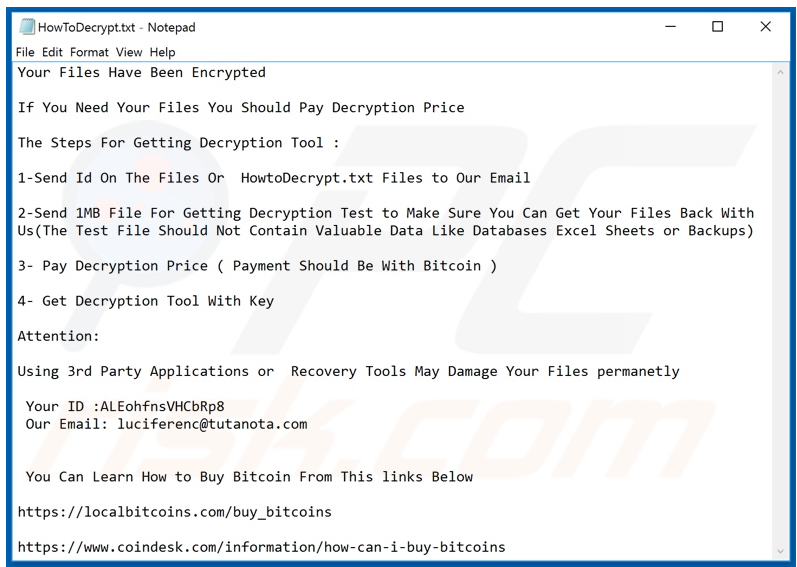 HowToDecrypt.txt - Notepad
File Edit Format View Help
Your Files Have Been Encrypted
If You Need Your Files You Should Pay Decryption Price
The Steps For Getting Decryption Tool :
1-Send Id On The Files Or  HowtoDecrypt.txt Files to Our Email
2-Send 1MB File For Getting Decryption Test to Make Sure You Can Get Your Files Back With
Us(The Test File Should Not Contain Valuable Data Like Databases Excel Sheets or Backups)
3- Pay Decryption Price ( Payment Should Be With Bitcoin )
4- Get Decryption Tool With Key
Attention:
Using 3rd Party Applications or  Recovery Tools May Damage Your Files permanetly
Your ID :ALEohfnsVHCbRp8
Our Email: luciferenc@tutanota.com
You Can Learn How to Buy Bitcoin From This links Below
https://localbitcoins.com/buy_bitcoins
https://www.coindesk.com/information/how-can-i-buy-bitcoins
PC
risk.com